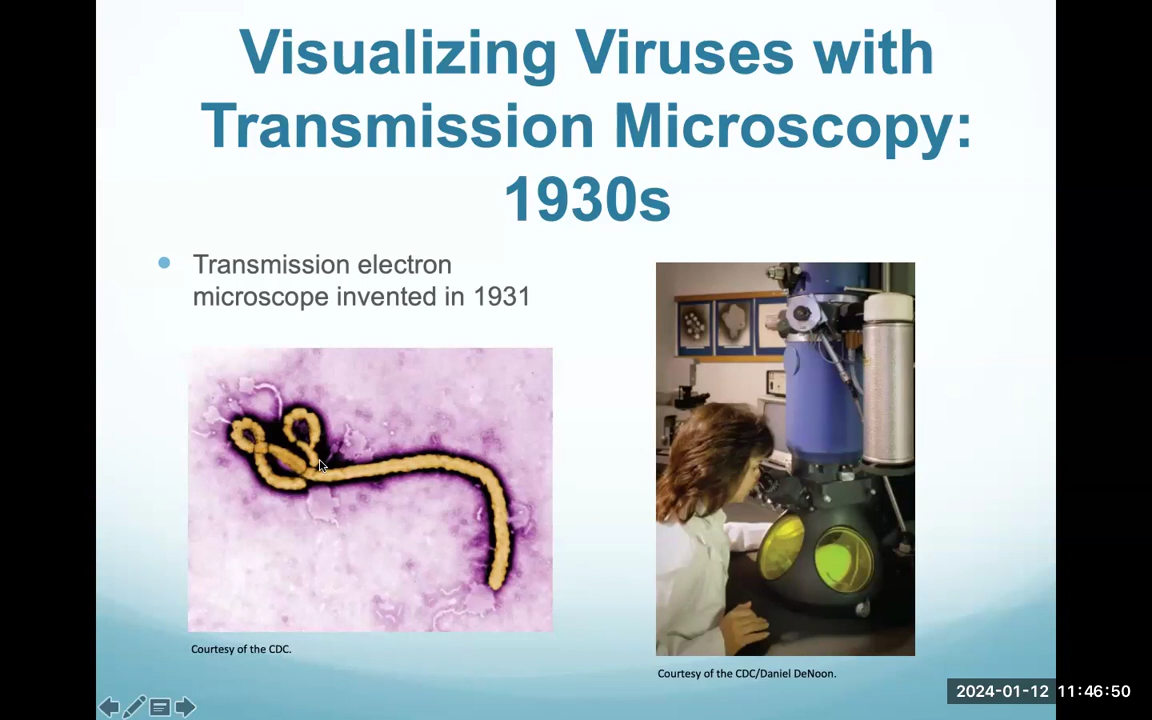 Visualizing Viruses with
Transmission Microscopy:
1930s
Transmission electron
microscope invented in 1931
Courtesy of the CDC.
Courtesy of the CDC/Daniel DeNoon.
2024-01-12 11:46:50